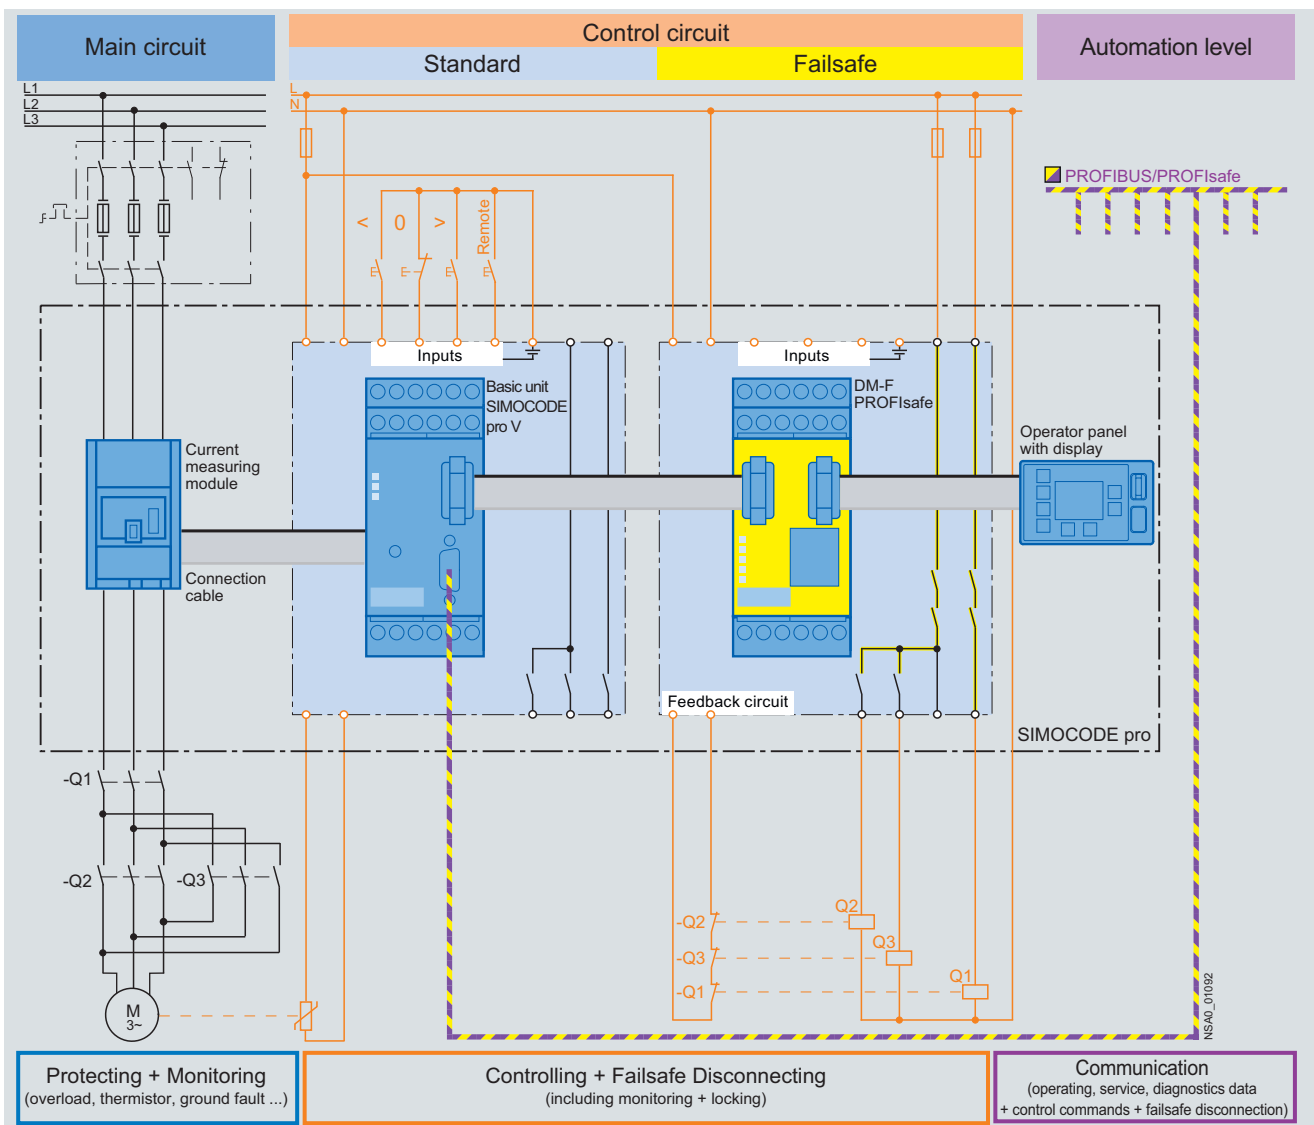 Main circuit
Control circuit
Standard
Failsafe
Automation level
L1
L2
L3
L
N
PROFIBUS/PROFIsafe
< 0 >
Remote
Inputs
Inputs
Basic unit
SIMOCODE
pro V
DM-F
PROFIsafe
Operator panel
with display
Current
measuring
module
Connection
cable
Feedback circuit
SIMOCODE pro
-Q1
-Q2
-Q3
M
3~
-Q2
-Q3
-Q1
Q2
Q3
Q1
NSA0_01092
Protecting + Monitoring
(overload, thermistor, ground fault ...)
Controlling + Failsafe Disconnecting
(including monitoring + locking)
Communication
(operating, service, diagnostics data
+ control commands + failsafe disconnection)